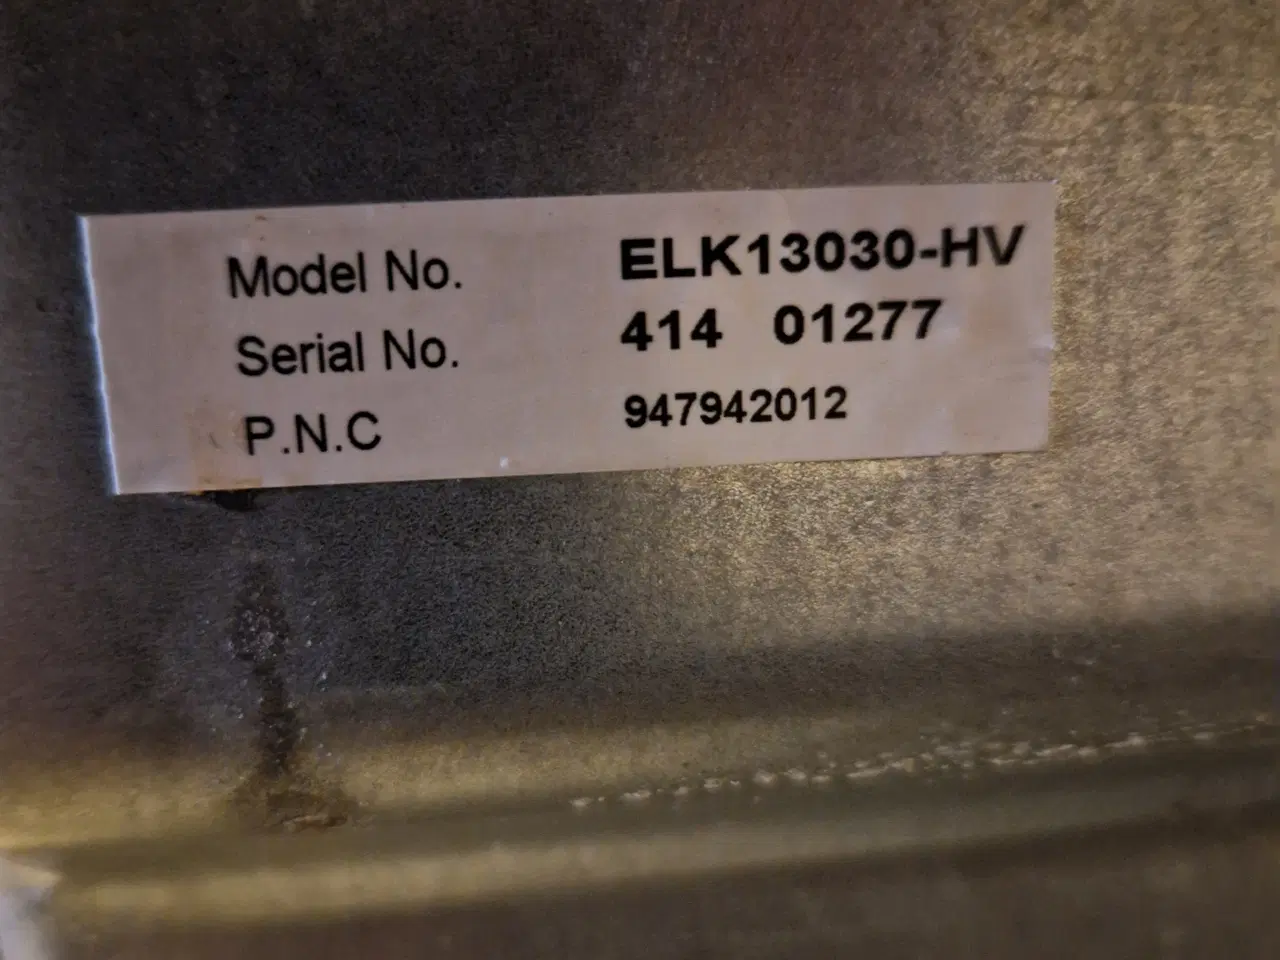 Model No. ELK13030-HV
Serial No. 414 01277
P.N.C 947942012